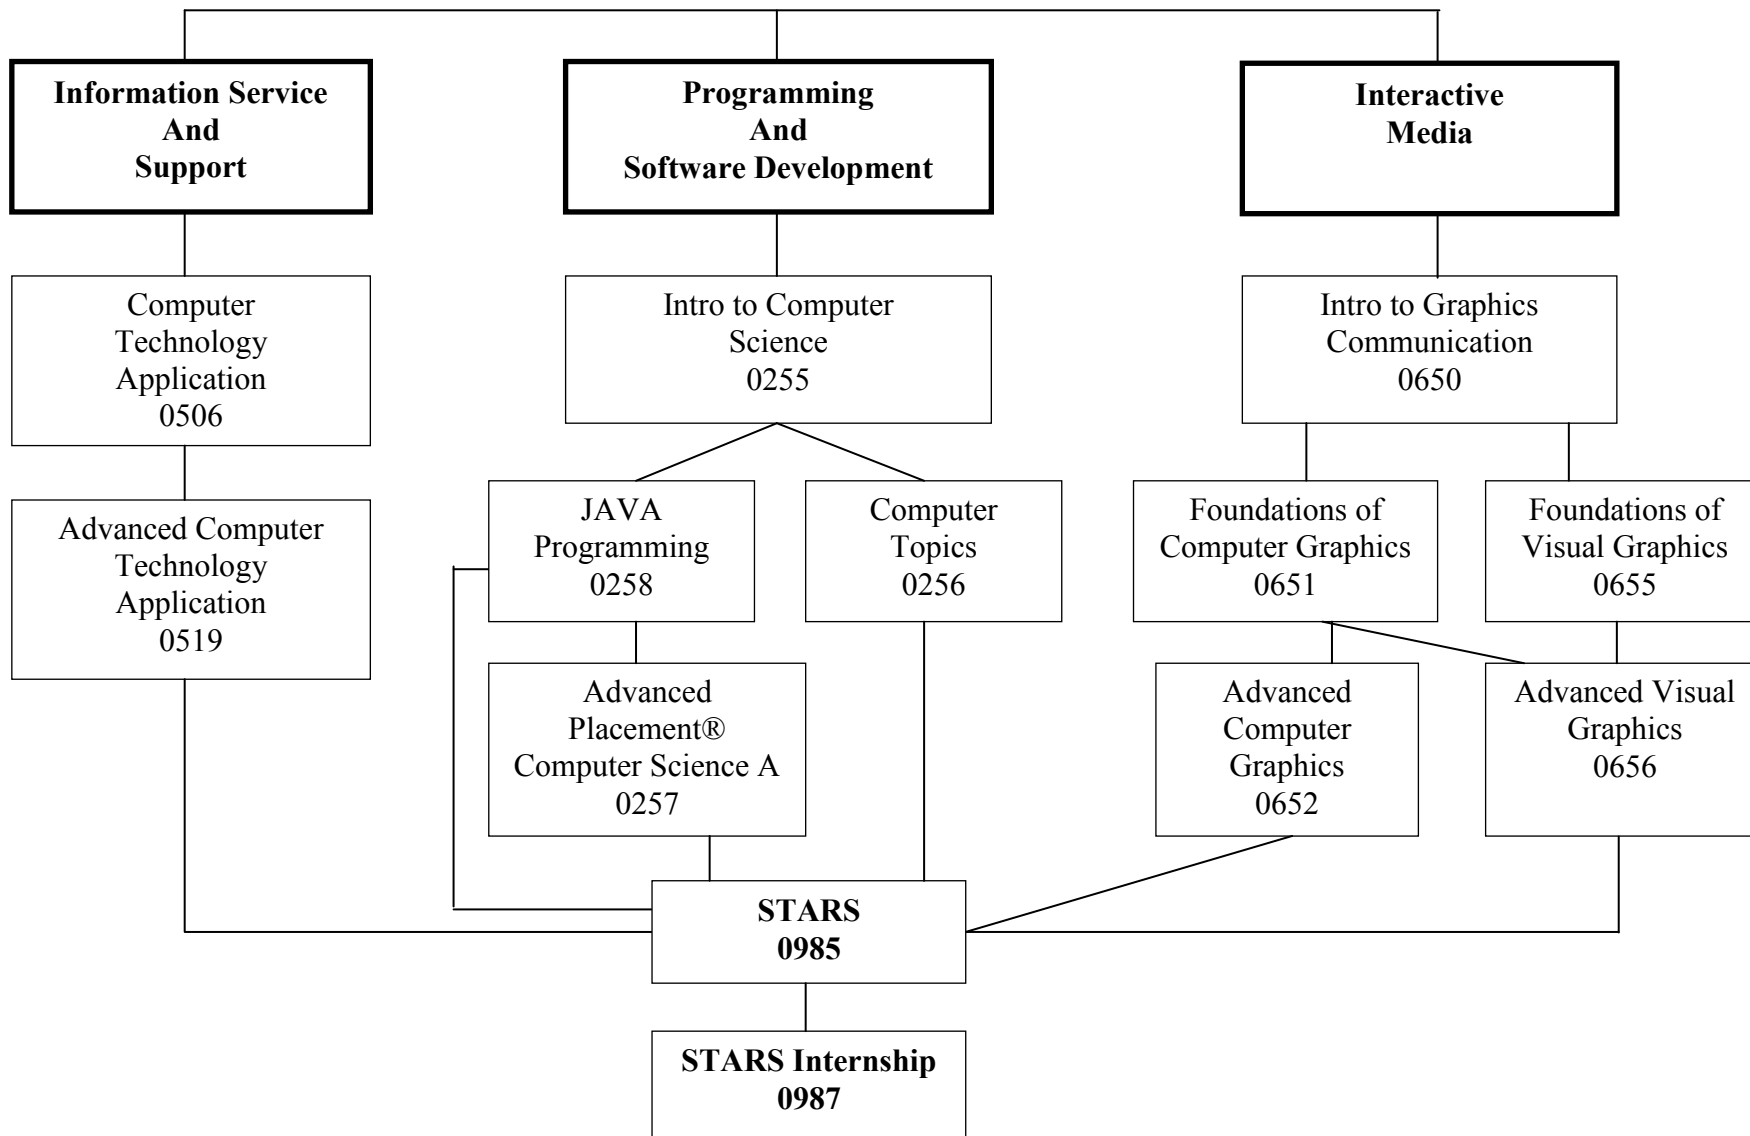 Information Service
And
Support
Programming
And
Software Development
Interactive
Media
Computer
Technology
Application
0506
Intro to Computer
Science
0255
Intro to Graphics
Communication
0650
Advanced Computer
Technology
Application
0519
JAVA
Programming
0258
Computer
Topics
0256
Foundations of
Computer Graphics
0651
Foundations of
Visual Graphics
0655
Advanced
Placement®
Computer Science A
0257
Advanced
Computer
Graphics
0652
Advanced Visual
Graphics
0656
STARS
0985
STARS Internship
0987